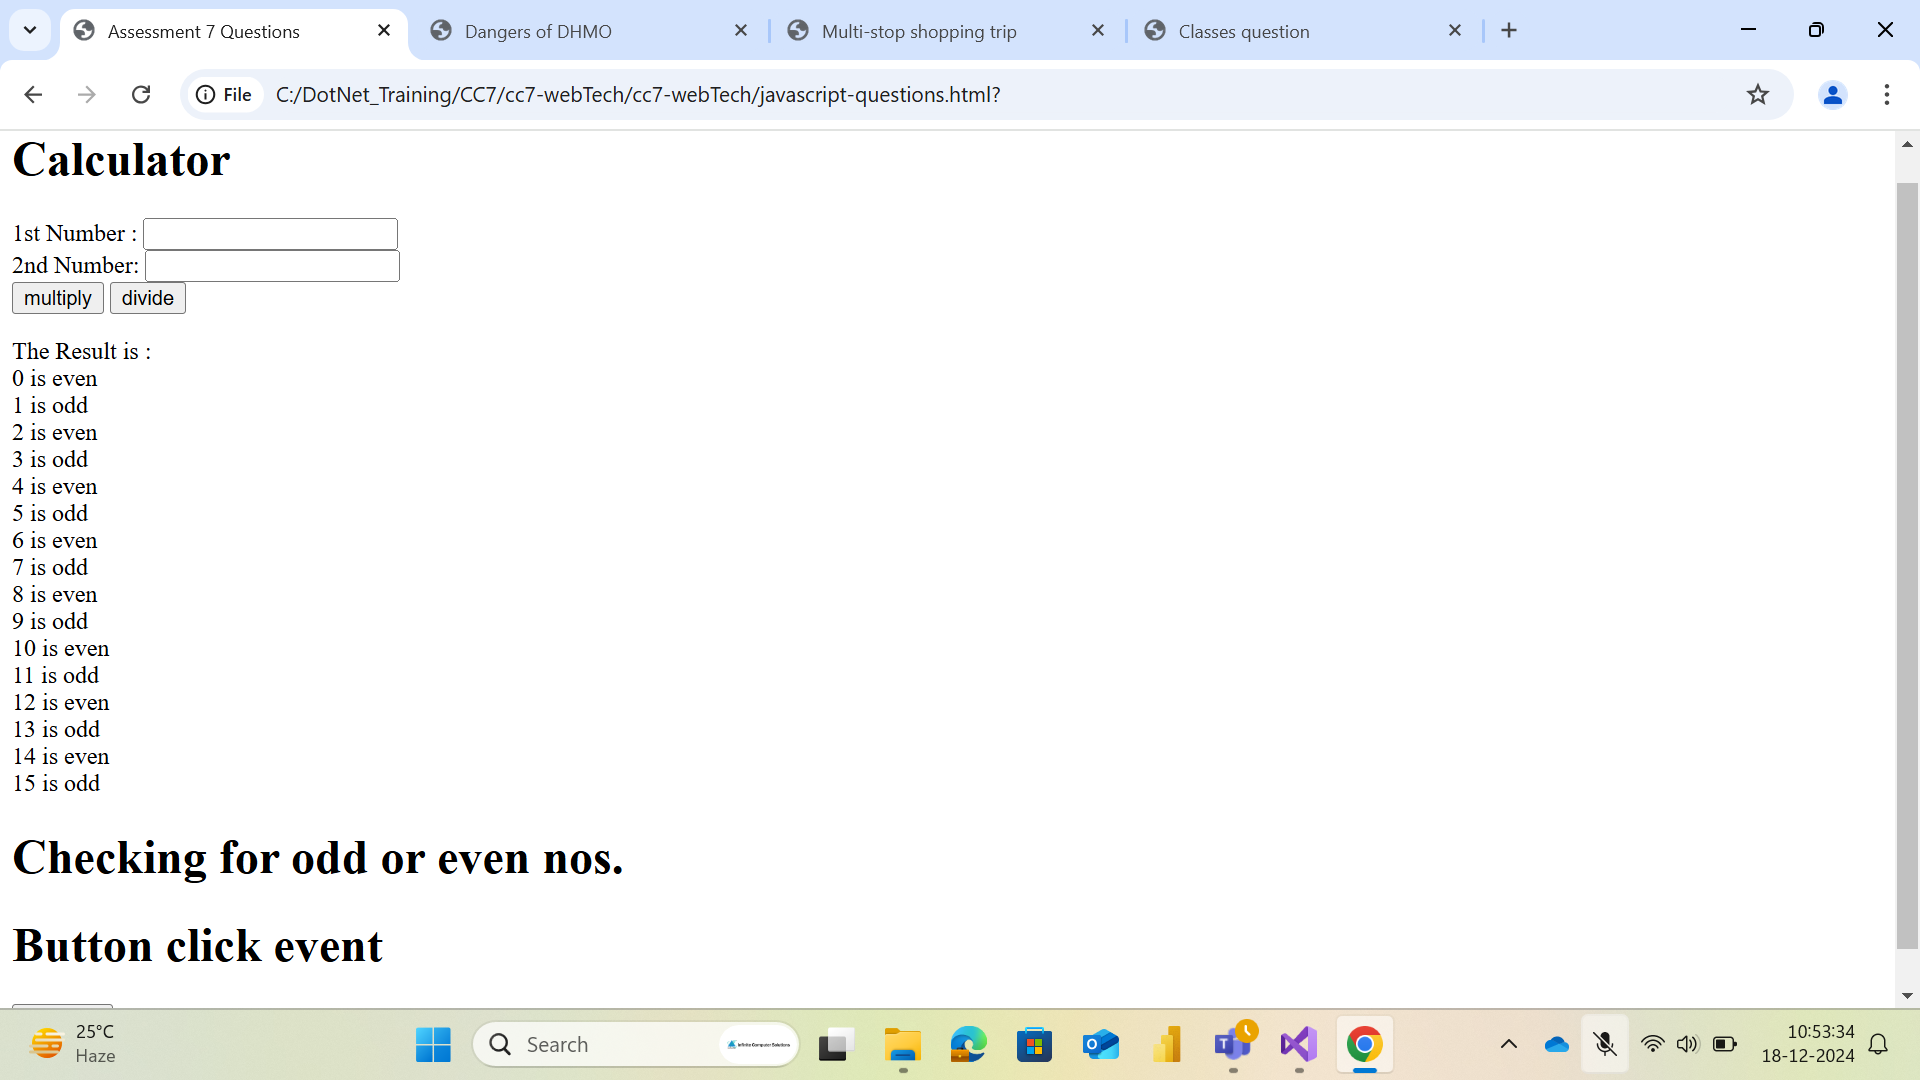 Assessment 7 Questions
Dangers of DHMO
Multi-stop shopping trip
Classes question
File
C:/DotNet_Training/CC7/cc7-webTech/cc7-webTech/javascript-questions.html?
Calculator
1st Number :
2nd Number:
multiply divide
The Result is :
0 is even
1 is odd
2 is even
3 is odd
4 is even
5 is odd
6 is even
7 is odd
8 is even
9 is odd
10 is even
11 is odd
12 is even
13 is odd
14 is even
15 is odd
Checking for odd or even nos.
Button click event
25°C
Haze
Search
Infinite Computer Solutions
10:53:34
18-12-2024